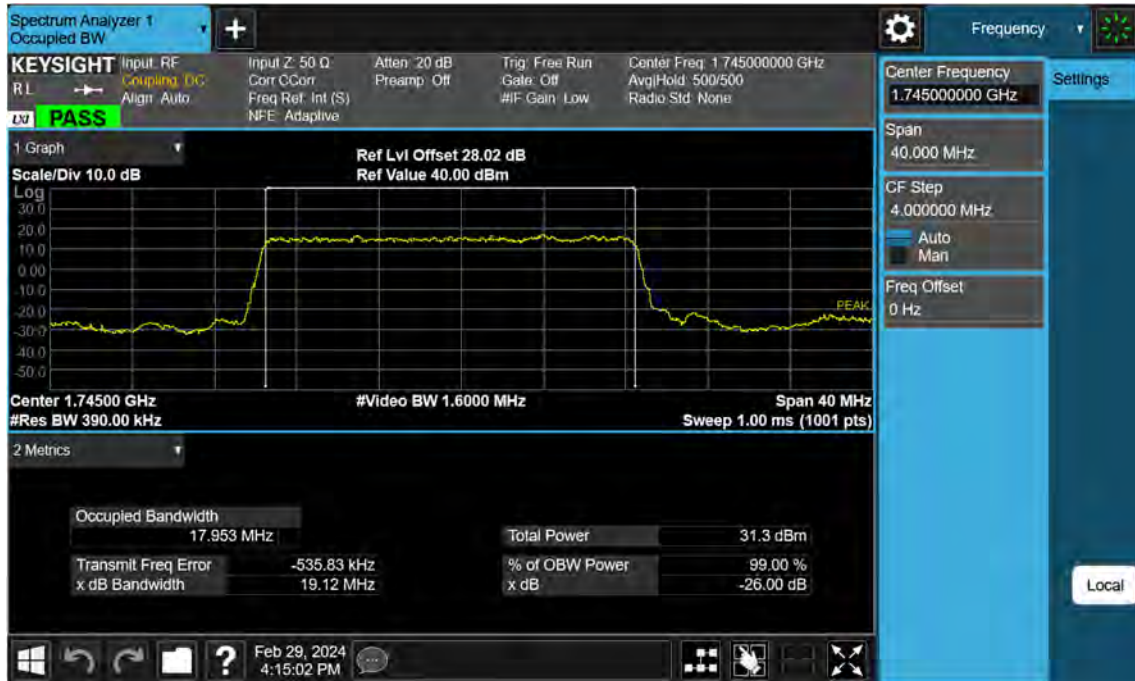 Spectrum Analyzer 1
Occupied BW
+
Frequency
KEYSIGHT
R L
LXI
PASS
Input: RF
Coupling: DC
Align: Auto
Input Z: 50 Ω
Corr CCorr
Freq Ref: Int (S)
NFE: Adaptive
Atten: 20 dB
Preamp: Off
Trig: Free Run
Gate: Off
#IF Gain: Low
Center Freq: 1.745000000 GHz
Avg|Hold: 500/500
Radio Std: None
1 Graph
Scale/Div 10.0 dB
Ref Lvl Offset 28.02 dB
Ref Value 40.00 dBm
Log
30.0
20.0
10.0
0.00
-10.0
-20.0
-30.0
-40.0
-50.0
PEAK
Center 1.74500 GHz
#Video BW 1.6000 MHz
Span 40 MHz
#Res BW 390.00 kHz
Sweep 1.00 ms (1001 pts)
2 Metrics
Occupied Bandwidth
17.953 MHz
Total Power 31.3 dBm
Transmit Freq Error -535.83 kHz
% of OBW Power 99.00 %
x dB Bandwidth 19.12 MHz
x dB -26.00 dB
Center Frequency
1.745000000 GHz
Settings
Span
40.000 MHz
CF Step
4.000000 MHz
Auto
Man
Freq Offset
0 Hz
Local
?
Feb 29, 2024
4:15:02 PM